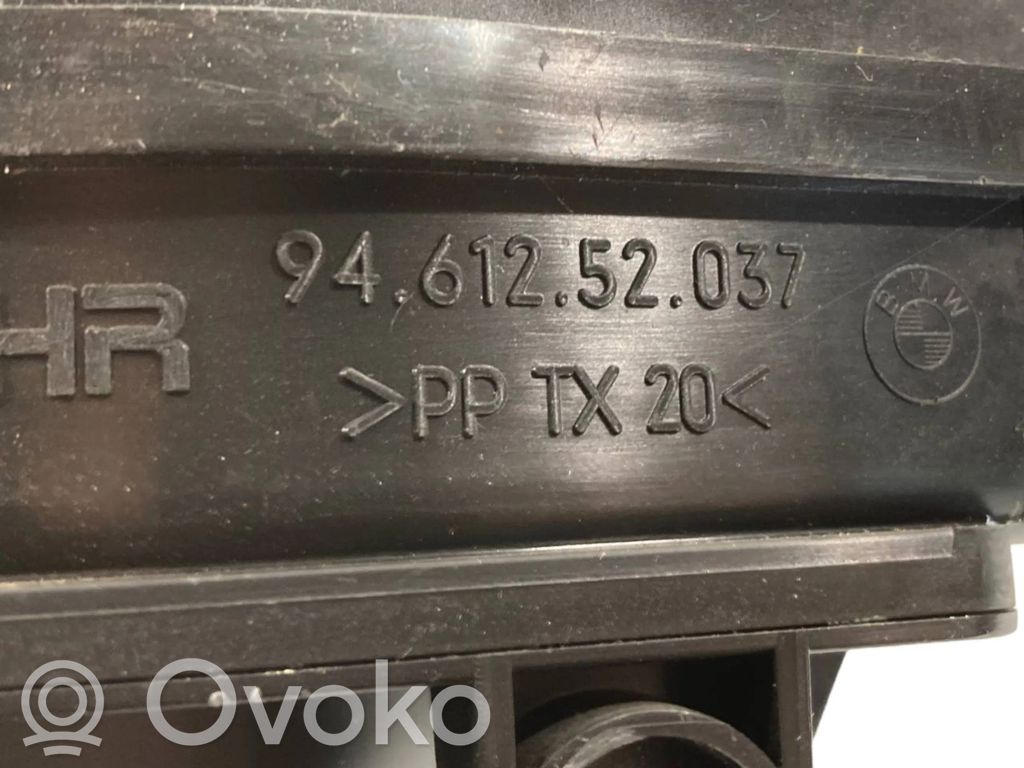 94.612.52.037
HR
>PP TX 20<
BMW
Ovoko